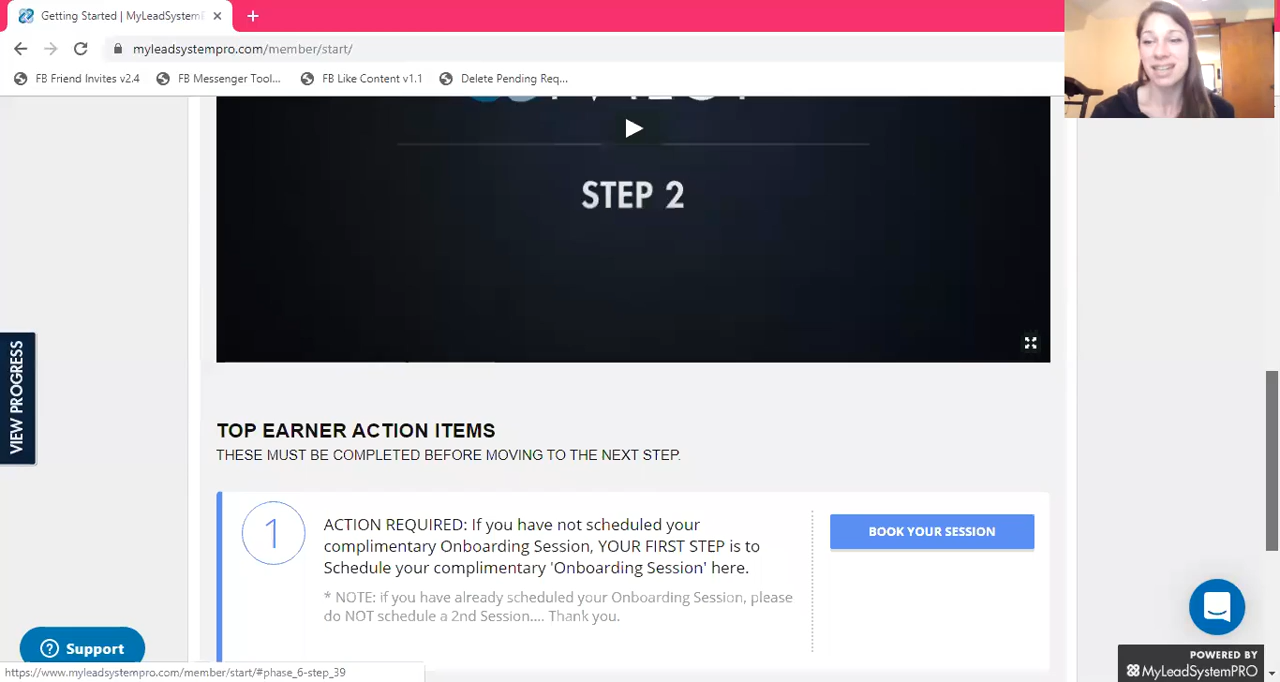 Getting Started | MyLeadSystemP
myleadsystempro.com/member/start/
FB Friend Invites v2.4
FB Messenger Tool...
FB Like Content v1.1
Delete Pending Req...
STEP 2
VIEW PROGRESS
TOP EARNER ACTION ITEMS
THESE MUST BE COMPLETED BEFORE MOVING TO THE NEXT STEP.
1
ACTION REQUIRED: If you have not scheduled your
complimentary Onboarding Session, YOUR FIRST STEP is to
Schedule your complimentary 'Onboarding Session' here.
* NOTE: if you have already scheduled your Onboarding Session, please
do NOT schedule a 2nd Session.... Thank you.
BOOK YOUR SESSION
Support
https://www.myleadsystempro.com/member/start/#phase_6-step_39
POWERED BY
MyLeadSystemPRO